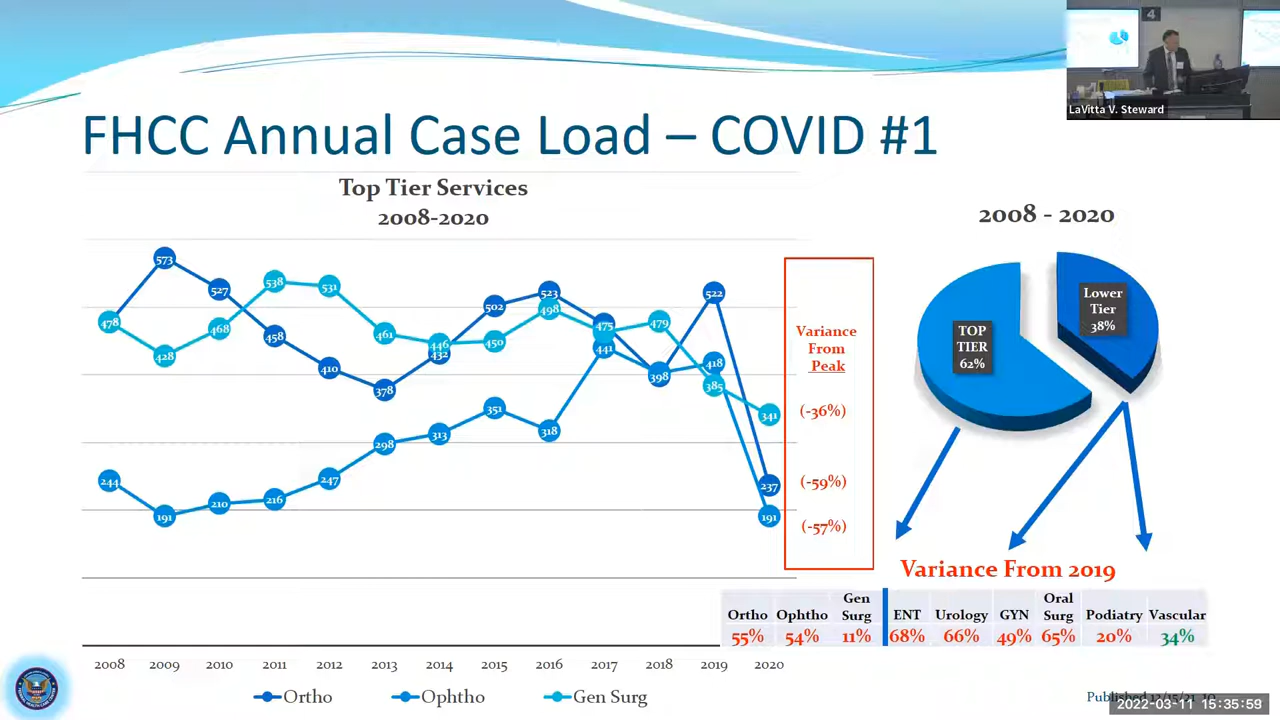 4
LaVitta V. Steward
FHCC Annual Case Load – COVID #1
Top Tier Services
2008-2020
2008 - 2020
573
527
458
410
378
432
502
523
475
398
522
237
478
428
468
538
531
461
446
450
498
479
385
341
244
191
210
216
247
298
313
351
318
441
418
191
Variance
From
Peak
(-36%)
(-59%)
(-57%)
TOP
TIER
62%
Lower
Tier
38%
Variance From 2019
Ortho Ophtho Gen Surg ENT Urology GYN Oral Surg Podiatry Vascular
55% 54% 11% 68% 66% 49% 65% 20% 34%
2008 2009 2010 2011 2012 2013 2014 2015 2016 2017 2018 2019 2020
Ortho Ophtho Gen Surg
Published 12/15/21
2022-03-11 15:35:59